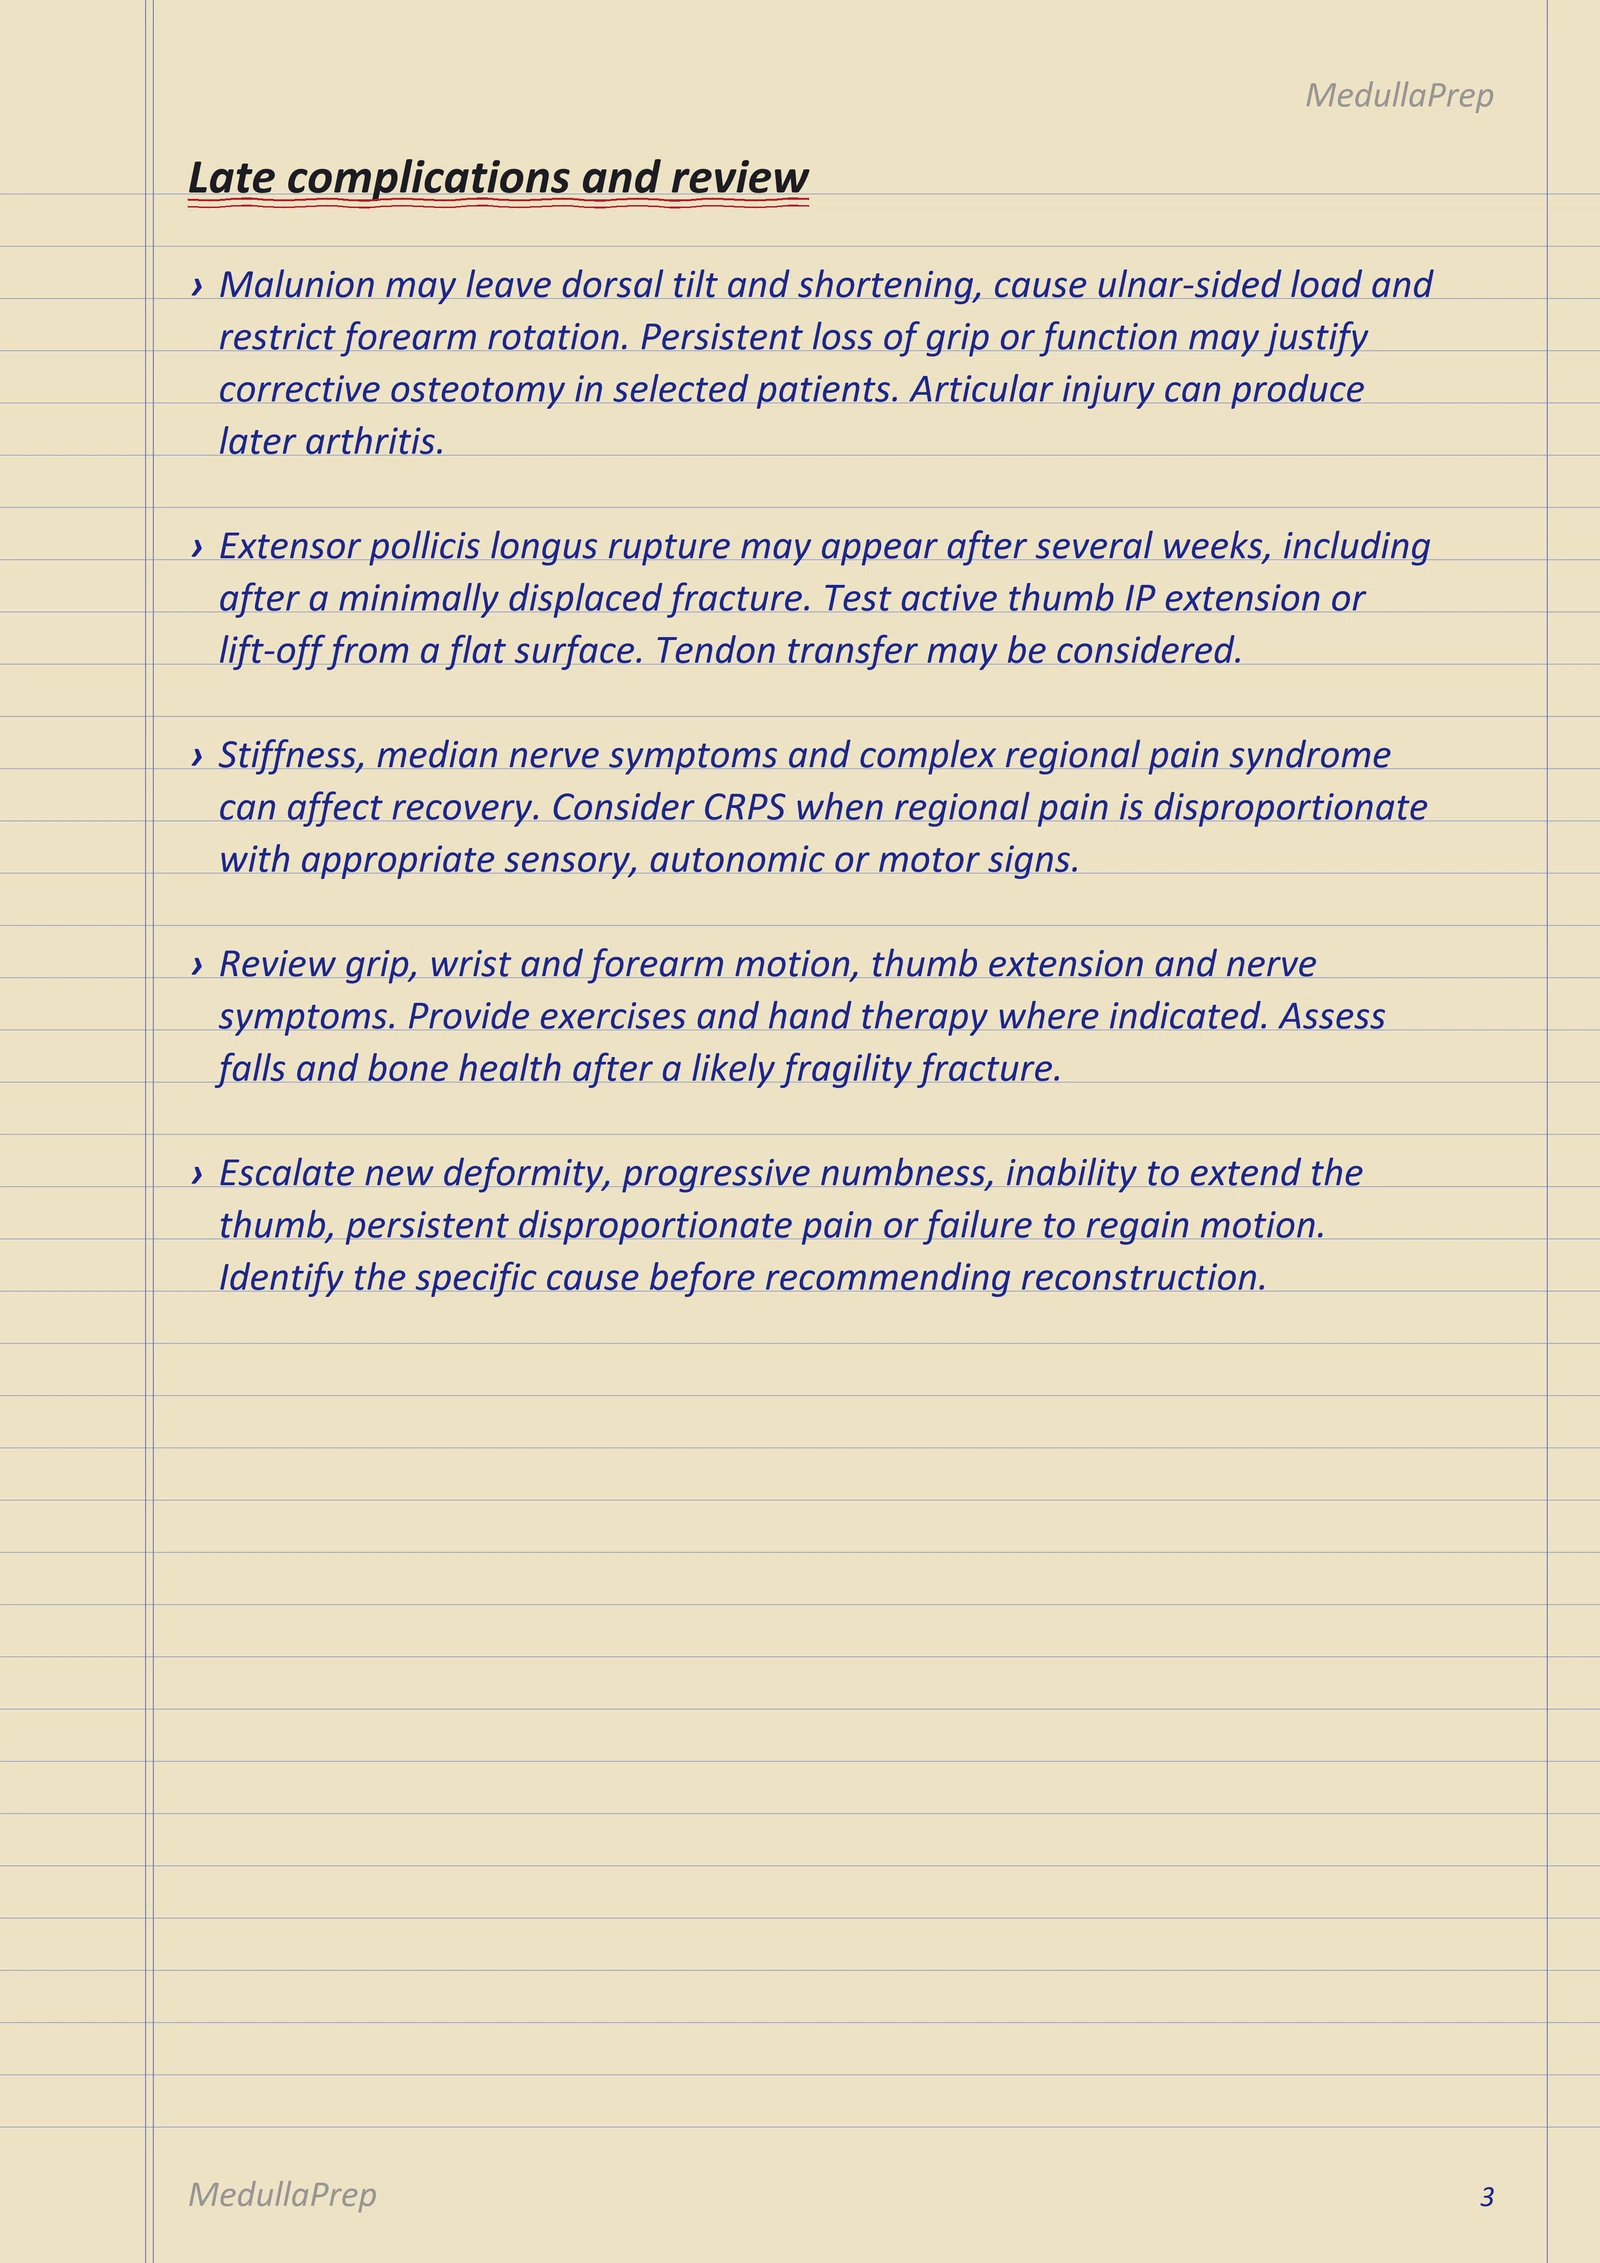 MedullaPrep
Late complications and review
› Malunion may leave dorsal tilt and shortening, cause ulnar-sided load and
restrict forearm rotation. Persistent loss of grip or function may justify
corrective osteotomy in selected patients. Articular injury can produce
later arthritis.
› Extensor pollicis longus rupture may appear after several weeks, including
after a minimally displaced fracture. Test active thumb IP extension or
lift-off from a flat surface. Tendon transfer may be considered.
› Stiffness, median nerve symptoms and complex regional pain syndrome
can affect recovery. Consider CRPS when regional pain is disproportionate
with appropriate sensory, autonomic or motor signs.
› Review grip, wrist and forearm motion, thumb extension and nerve
symptoms. Provide exercises and hand therapy where indicated. Assess
falls and bone health after a likely fragility fracture.
› Escalate new deformity, progressive numbness, inability to extend the
thumb, persistent disproportionate pain or failure to regain motion.
Identify the specific cause before recommending reconstruction.
MedullaPrep
3